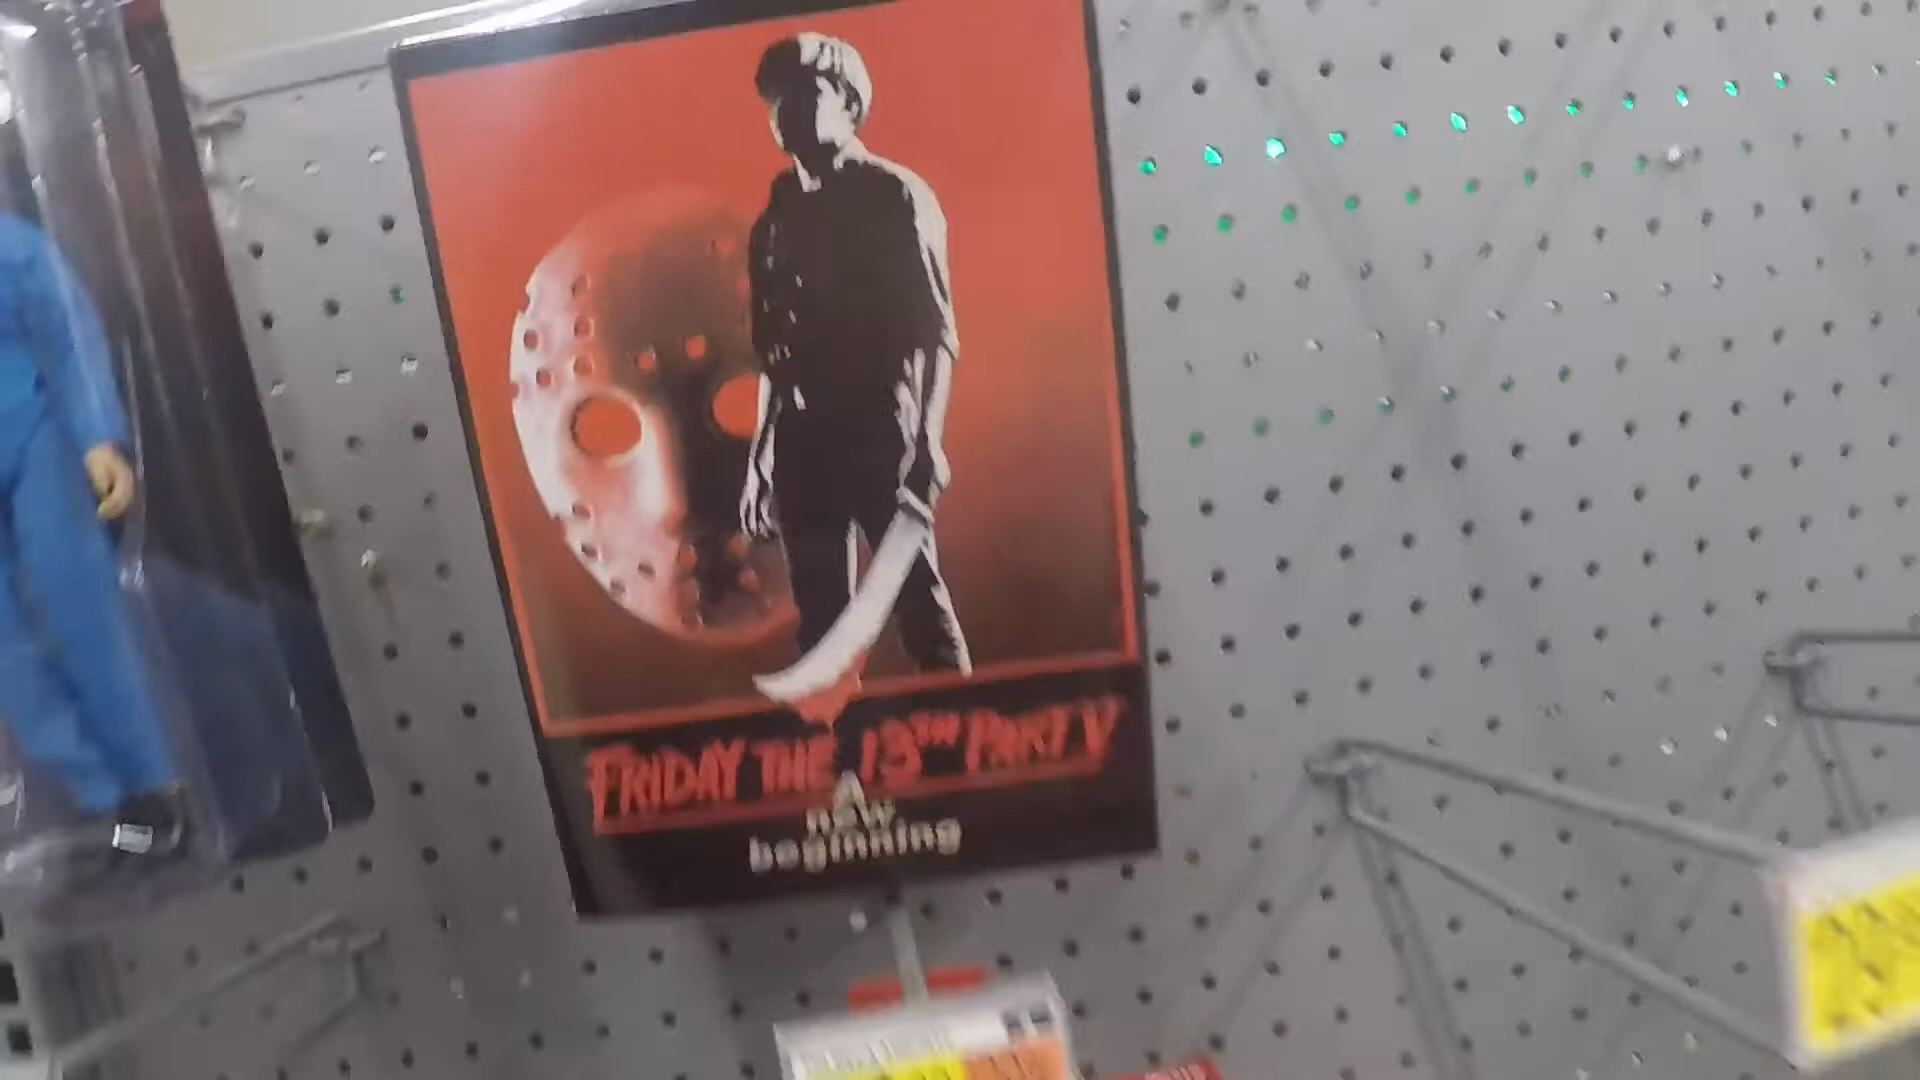 FRIDAY THE 13TH PART V
A
new
beginning